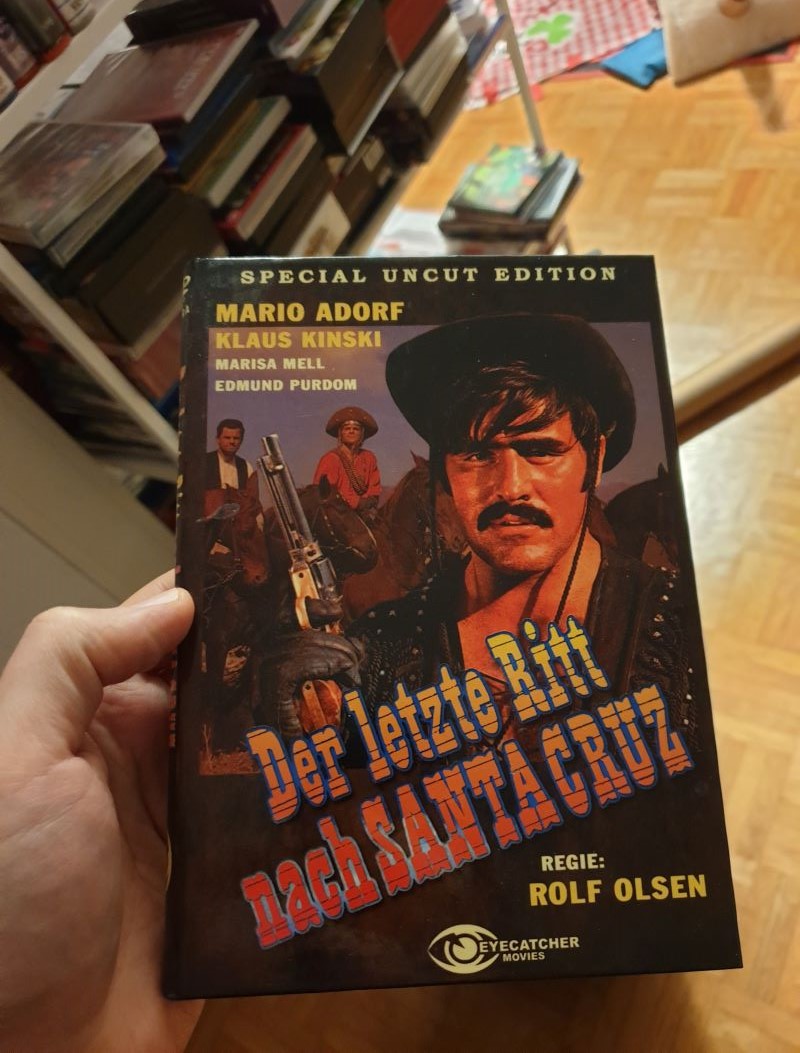 SPECIAL UNCUT EDITION
MARIO ADORF
KLAUS KINSKI
MARISA MELL
EDMUND PURDOM
Der letzte Ritt
nach SANTA CRUZ
REGIE:
ROLF OLSEN
EYECATCHER
MOVIES